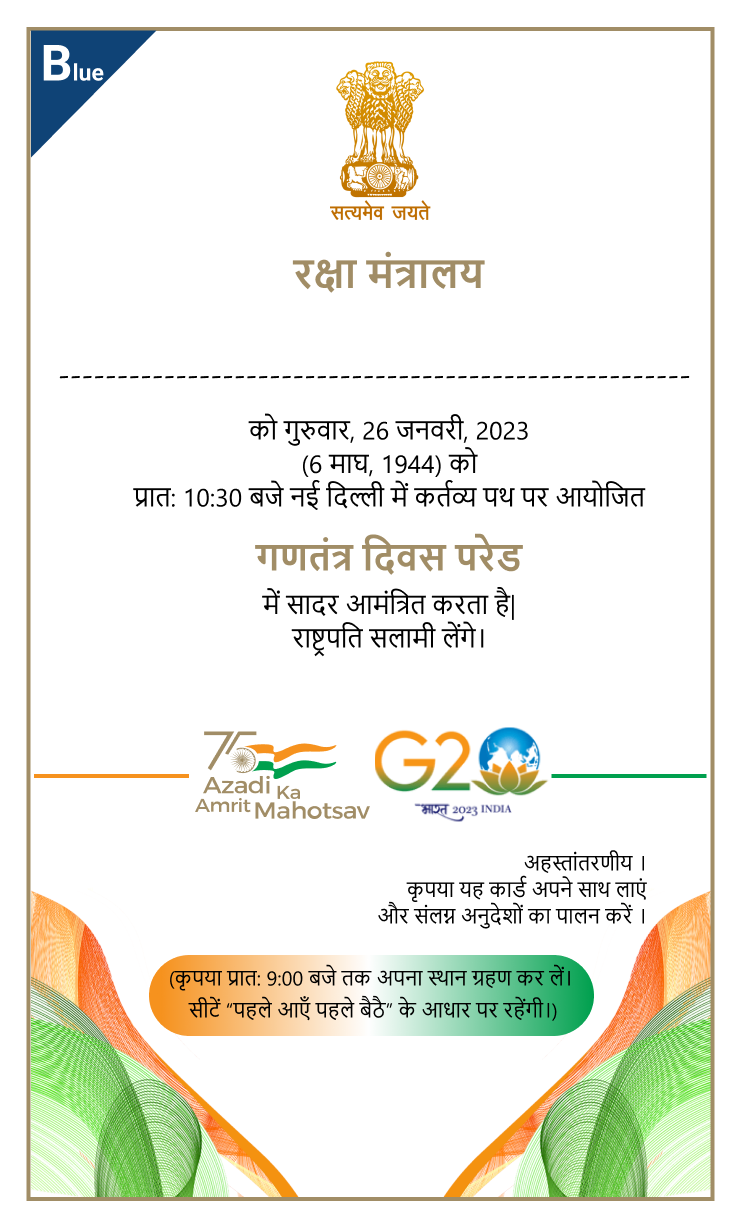 Blue
सत्यमेव जयते
रक्षा मंत्रालय
को गुरुवार, 26 जनवरी, 2023
(6 माघ, 1944) को
प्रात: 10:30 बजे नई दिल्ली में कर्तव्य पथ पर आयोजित
गणतंत्र दिवस परेड
में सादर आमंत्रित करता है|
राष्ट्रपति सलामी लेंगे।
75
Azadi Ka
Amrit Mahotsav
G20
भारत 2023 INDIA
अहस्तांतरणीय ।
कृपया यह कार्ड अपने साथ लाएं
और संलग्न अनुदेशों का पालन करें ।
(कृपया प्रात: 9:00 बजे तक अपना स्थान ग्रहण कर लें।
सीटें “पहले आएँ पहले बैठै” के आधार पर रहेंगी।)